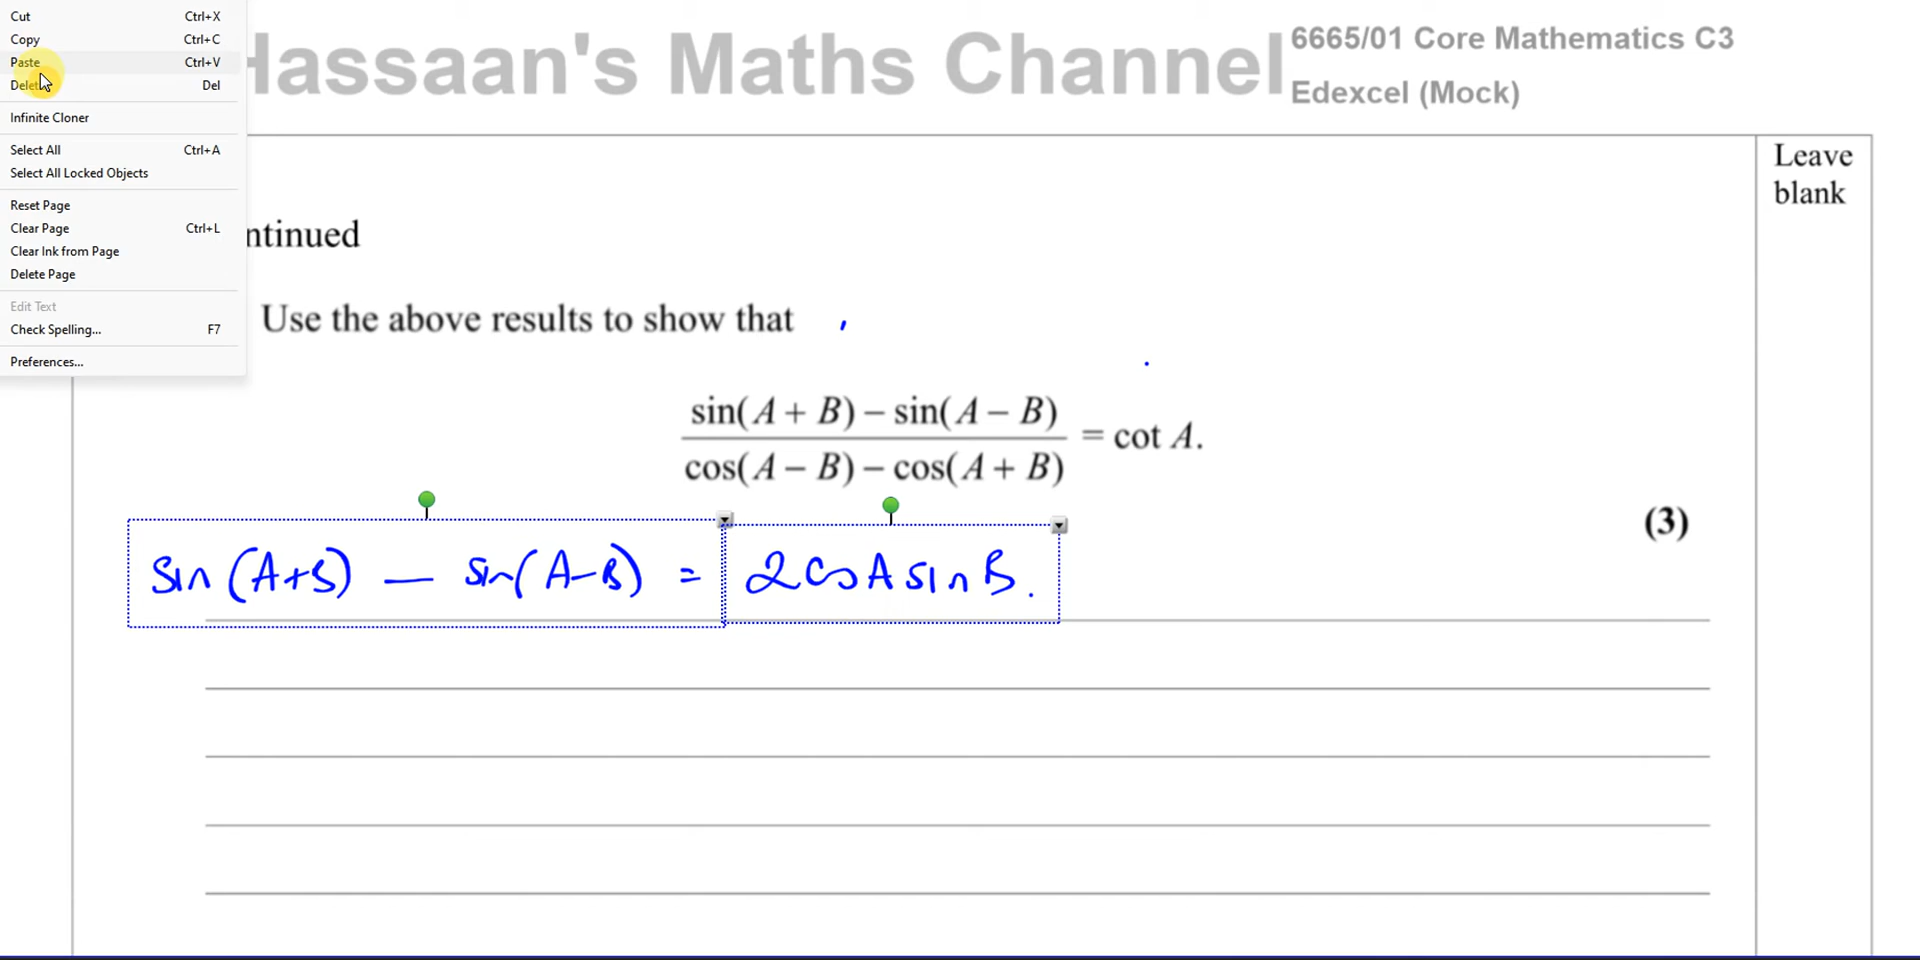 Cut Ctrl+X
Copy Ctrl+C
Paste Ctrl+V
Delet Del
Infinite Cloner
Select All Ctrl+A
Select All Locked Objects
Reset Page
Clear Page Ctrl+L
Clear Ink from Page
Delete Page
Edit Text
Check Spelling... F7
Preferences...
Hassaan's Maths Channel
6665/01 Core Mathematics C3
Edexcel (Mock)
Leave
blank
ntinued
Use the above results to show that
sin(A + B) – sin(A – B)
cos(A – B) – cos(A + B)
= cot A.
(3)
sin (A+B) — sin(A-B) = 2 cos A sin B.